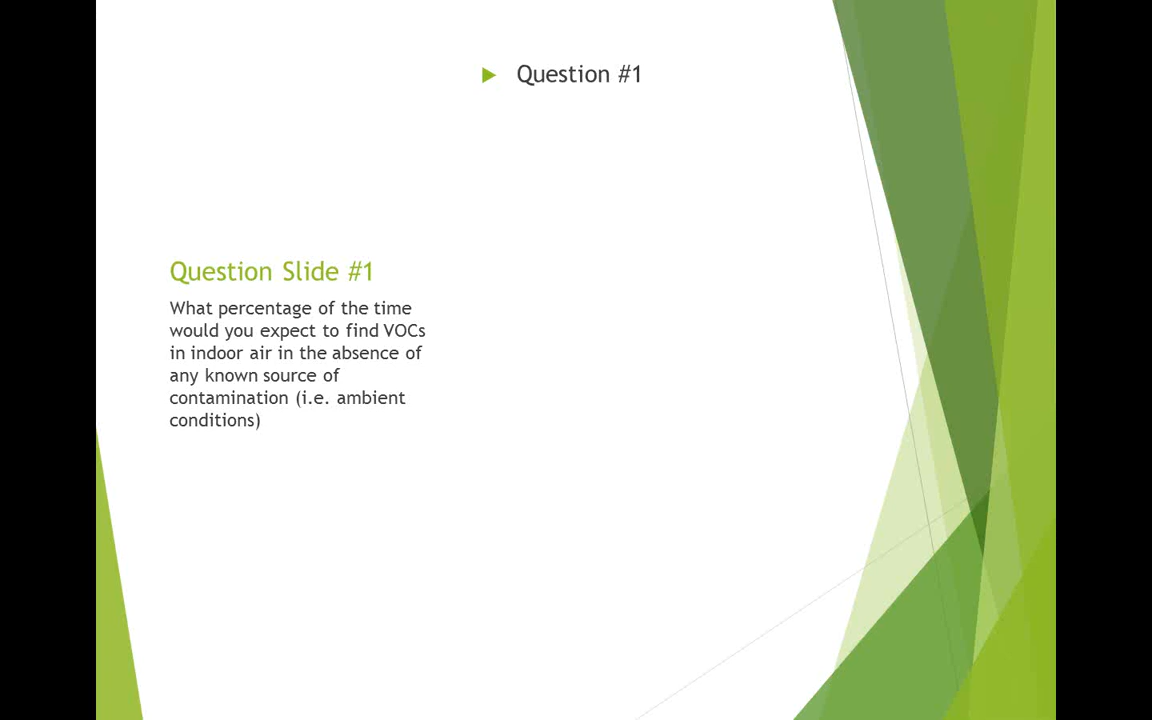 Question #1
Question Slide #1
What percentage of the time
would you expect to find VOCs
in indoor air in the absence of
any known source of
contamination (i.e. ambient
conditions)